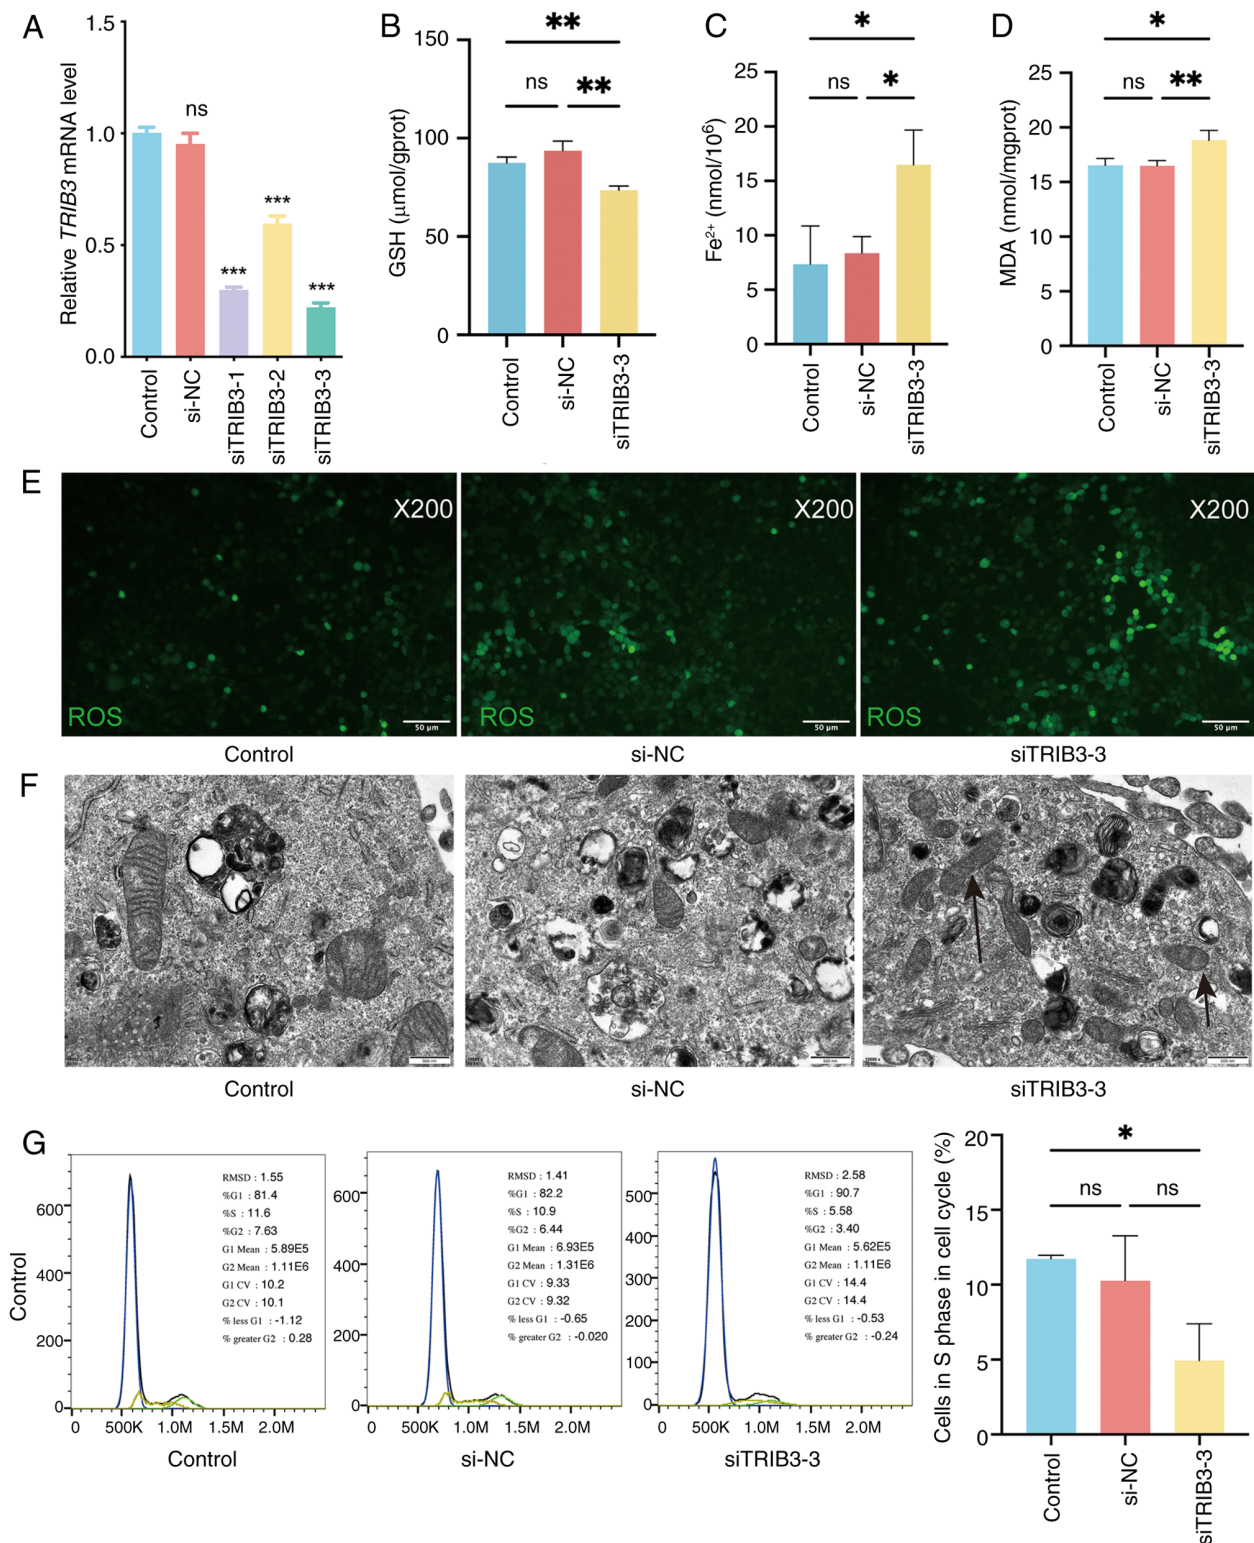 A
Relative TRIB3 mRNA level
1.5
1.0
0.5
0.0
ns
***
***
***
Control
si-NC
siTRIB3-1
siTRIB3-2
siTRIB3-3
B
GSH (μmol/gprot)
150
100
50
0
**
ns
**
Control
si-NC
siTRIB3-3
C
Fe2+ (nmol/10^6)
25
20
15
10
5
0
*
ns
*
Control
si-NC
siTRIB3-3
D
MDA (nmol/mgprot)
25
20
15
10
5
0
*
ns
**
Control
si-NC
siTRIB3-3
E
X200
ROS
50 μm
X200
ROS
50 μm
X200
ROS
50 μm
Control
si-NC
siTRIB3-3
F
500 nm
500 nm
500 nm
Control
si-NC
siTRIB3-3
G
Control
600
400
200
0
RMSD : 1.55
%G1 : 81.4
%S : 11.6
%G2 : 7.63
G1 Mean : 5.89E5
G2 Mean : 1.11E6
G1 CV : 10.2
G2 CV : 10.1
% less G1 : -1.12
% greater G2 : 0.28
0 500K 1.0M 1.5M 2.0M
Control
600
400
200
0
RMSD : 1.41
%G1 : 82.2
%S : 10.9
%G2 : 6.44
G1 Mean : 6.93E5
G2 Mean : 1.31E6
G1 CV : 9.33
G2 CV : 9.32
% less G1 : -0.65
% greater G2 : -0.020
0 500K 1.0M 1.5M 2.0M
si-NC
500
400
300
200
100
0
RMSD : 2.58
%G1 : 90.7
%S : 5.58
%G2 : 3.40
G1 Mean : 5.62E5
G2 Mean : 1.11E6
G1 CV : 14.4
G2 CV : 14.4
% less G1 : -0.53
% greater G2 : -0.24
0 500K 1.0M 1.5M 2.0M
siTRIB3-3
Cells in S phase in cell cycle (%)
20
15
10
5
0
*
ns
ns
Control
si-NC
siTRIB3-3